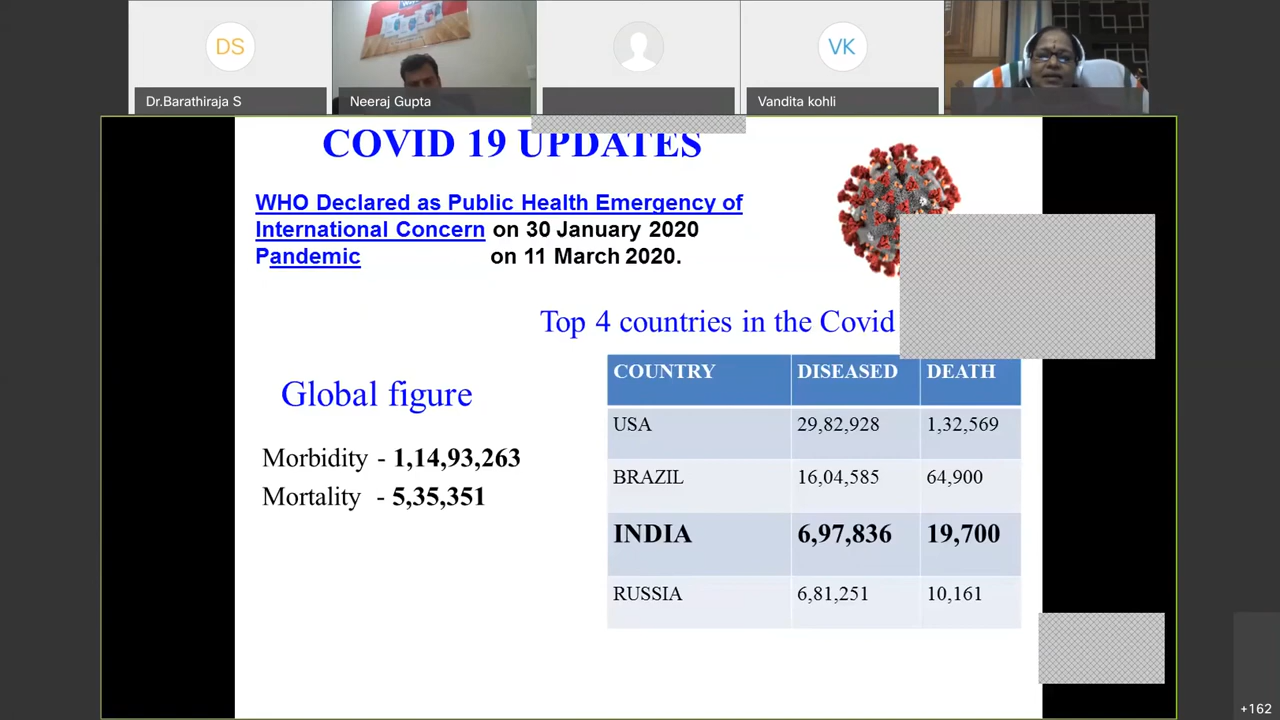 DS
VK
Dr.Barathiraja S
Neeraj Gupta
Vandita kohli
COVID 19 UPDATES
WHO Declared as Public Health Emergency of
International Concern on 30 January 2020
Pandemic on 11 March 2020.
Top 4 countries in the Covid
Global figure
Morbidity - 1,14,93,263
Mortality - 5,35,351
COUNTRY DISEASED DEATH
USA 29,82,928 1,32,569
BRAZIL 16,04,585 64,900
INDIA 6,97,836 19,700
RUSSIA 6,81,251 10,161
+162